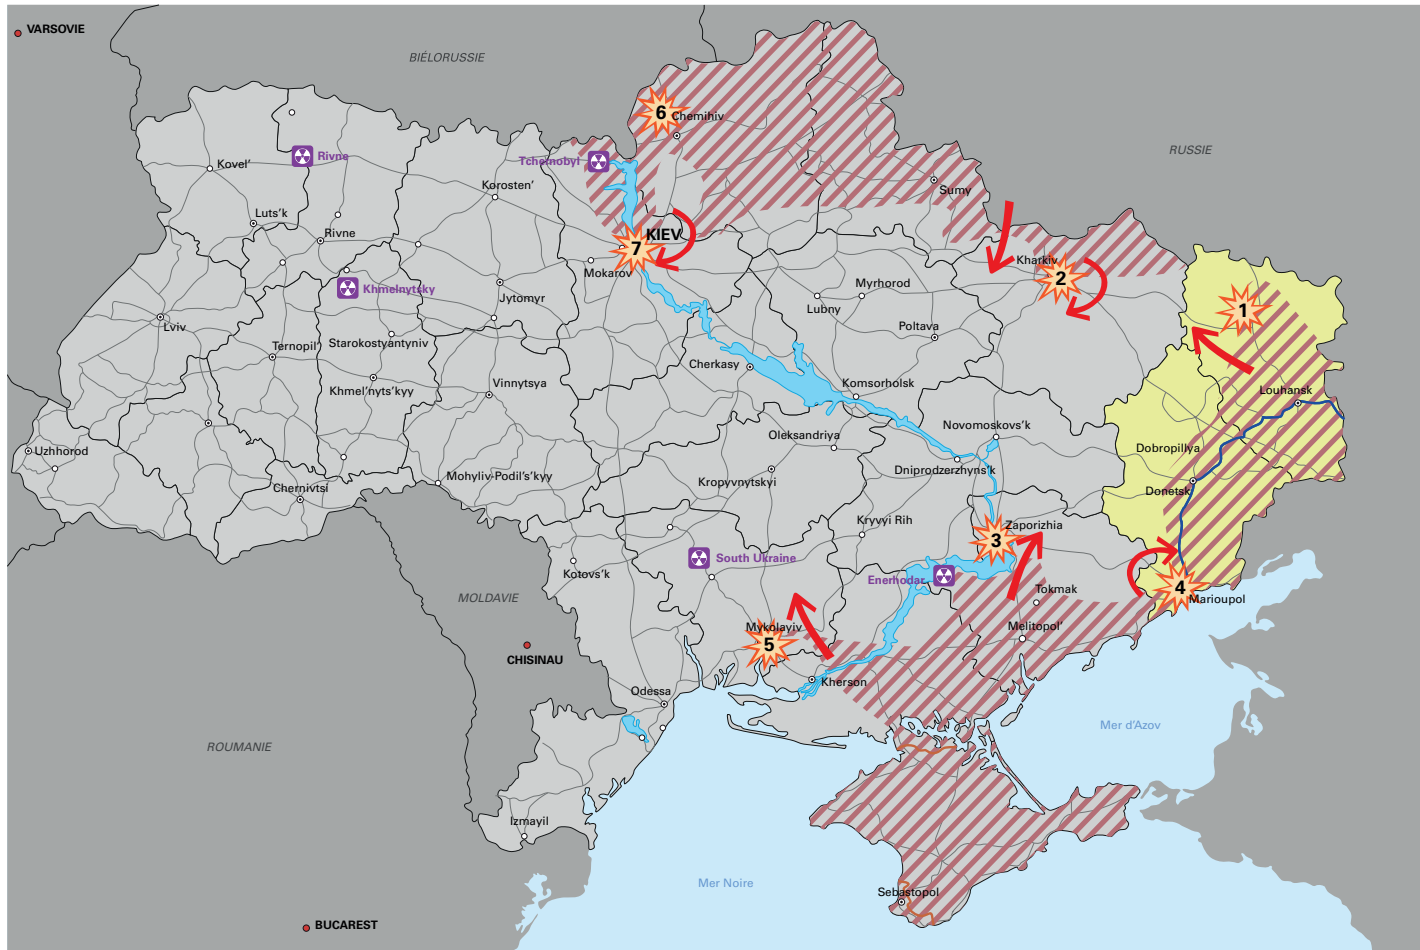 VARSOVIE
BIÉLORUSSIE
RUSSIE
6
Chemihiv
Kovel'
Rivne
Tchernobyl
Korosten'
Sumy
Luts'k
Rivne
7
KIEV
Mokarov
Kharkiv
2
Khmelnytsky
Jytomyr
Myrhorod
Lubny
1
Lviv
Ternopil'
Starokostyantyniv
Poltava
Cherkasy
Khmel'nyts'kyy
Vinnytsya
Komsorholsk
Louhansk
Uzhhorod
Oleksandriya
Novomoskovs'k
Dobropillya
Chernivtsi
Mohyliv-Podil's'kyy
Kropyvnytskyi
Dniprodzerzhyns'k
Donetsk
Kryvyi Rih
3
Zaporizhia
Kotovs'k
South Ukraine
Enerhodar
Tokmak
4
Marioupol
MOLDAVIE
Mykolayiv
5
Melitopol'
CHISINAU
Kherson
Odessa
Mer d'Azov
ROUMANIE
Izmayil
Mer Noire
Sebastopol
BUCAREST